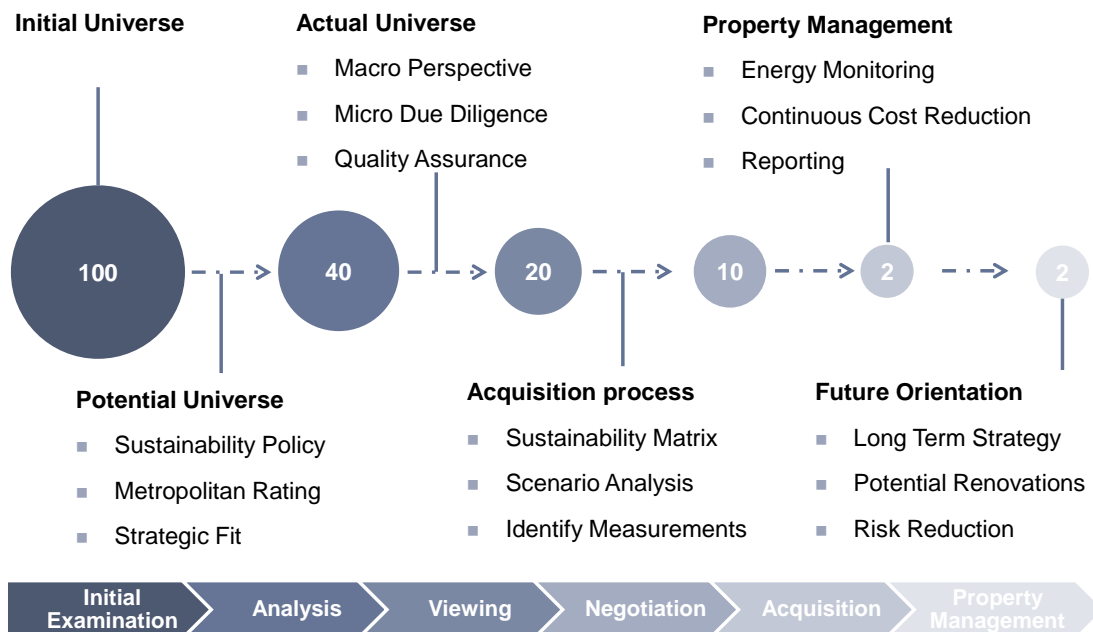 Initial Universe
Actual Universe
Macro Perspective
Micro Due Diligence
Quality Assurance
Property Management
Energy Monitoring
Continuous Cost Reduction
Reporting
100
40
20
10
2
2
Potential Universe
Sustainability Policy
Metropolitan Rating
Strategic Fit
Acquisition process
Sustainability Matrix
Scenario Analysis
Identify Measurements
Future Orientation
Long Term Strategy
Potential Renovations
Risk Reduction
Initial
Examination
Analysis
Viewing
Negotiation
Acquisition
Property
Management